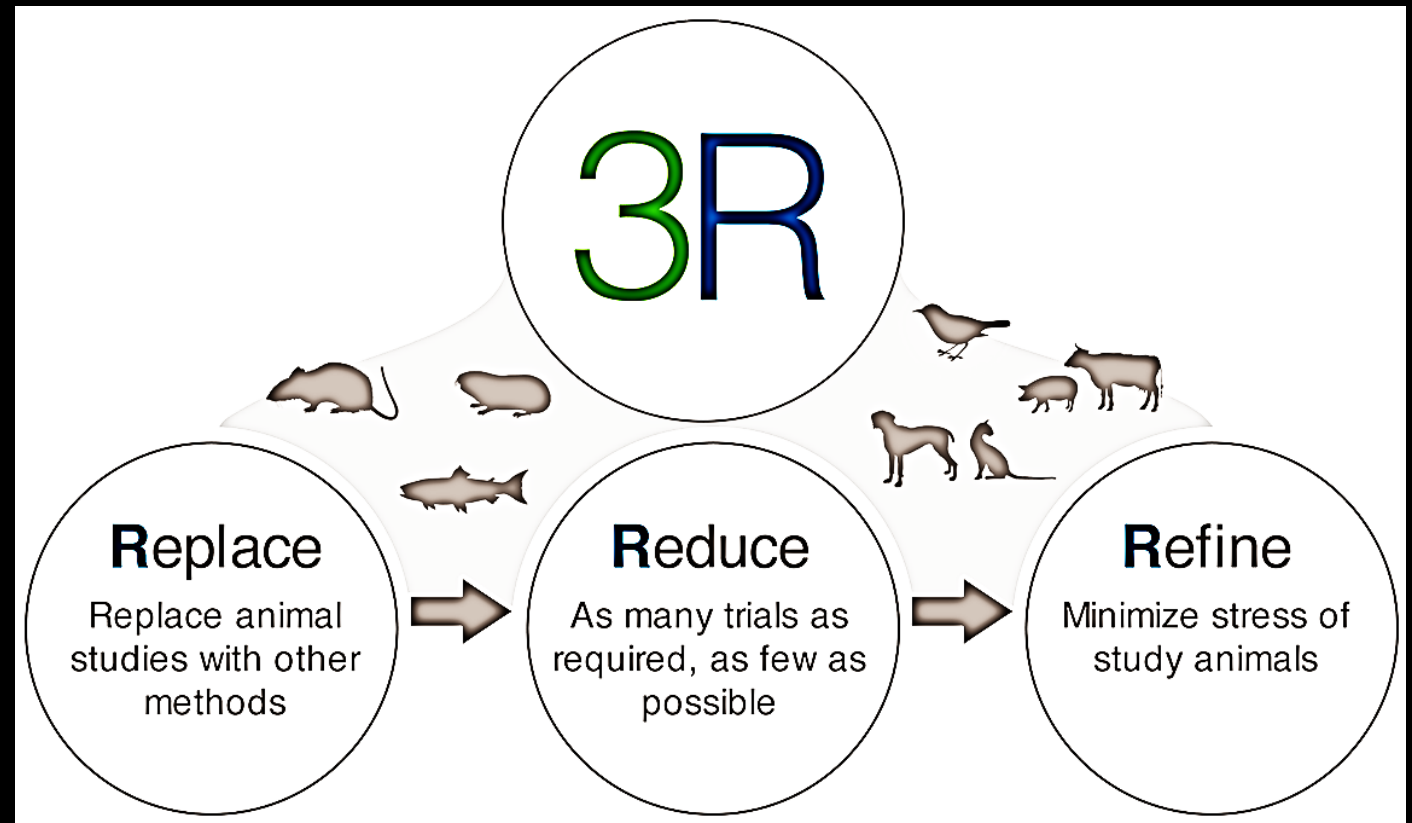 3R
Replace
Replace animal
studies with other
methods
Reduce
As many trials as
required, as few as
possible
Refine
Minimize stress of
study animals